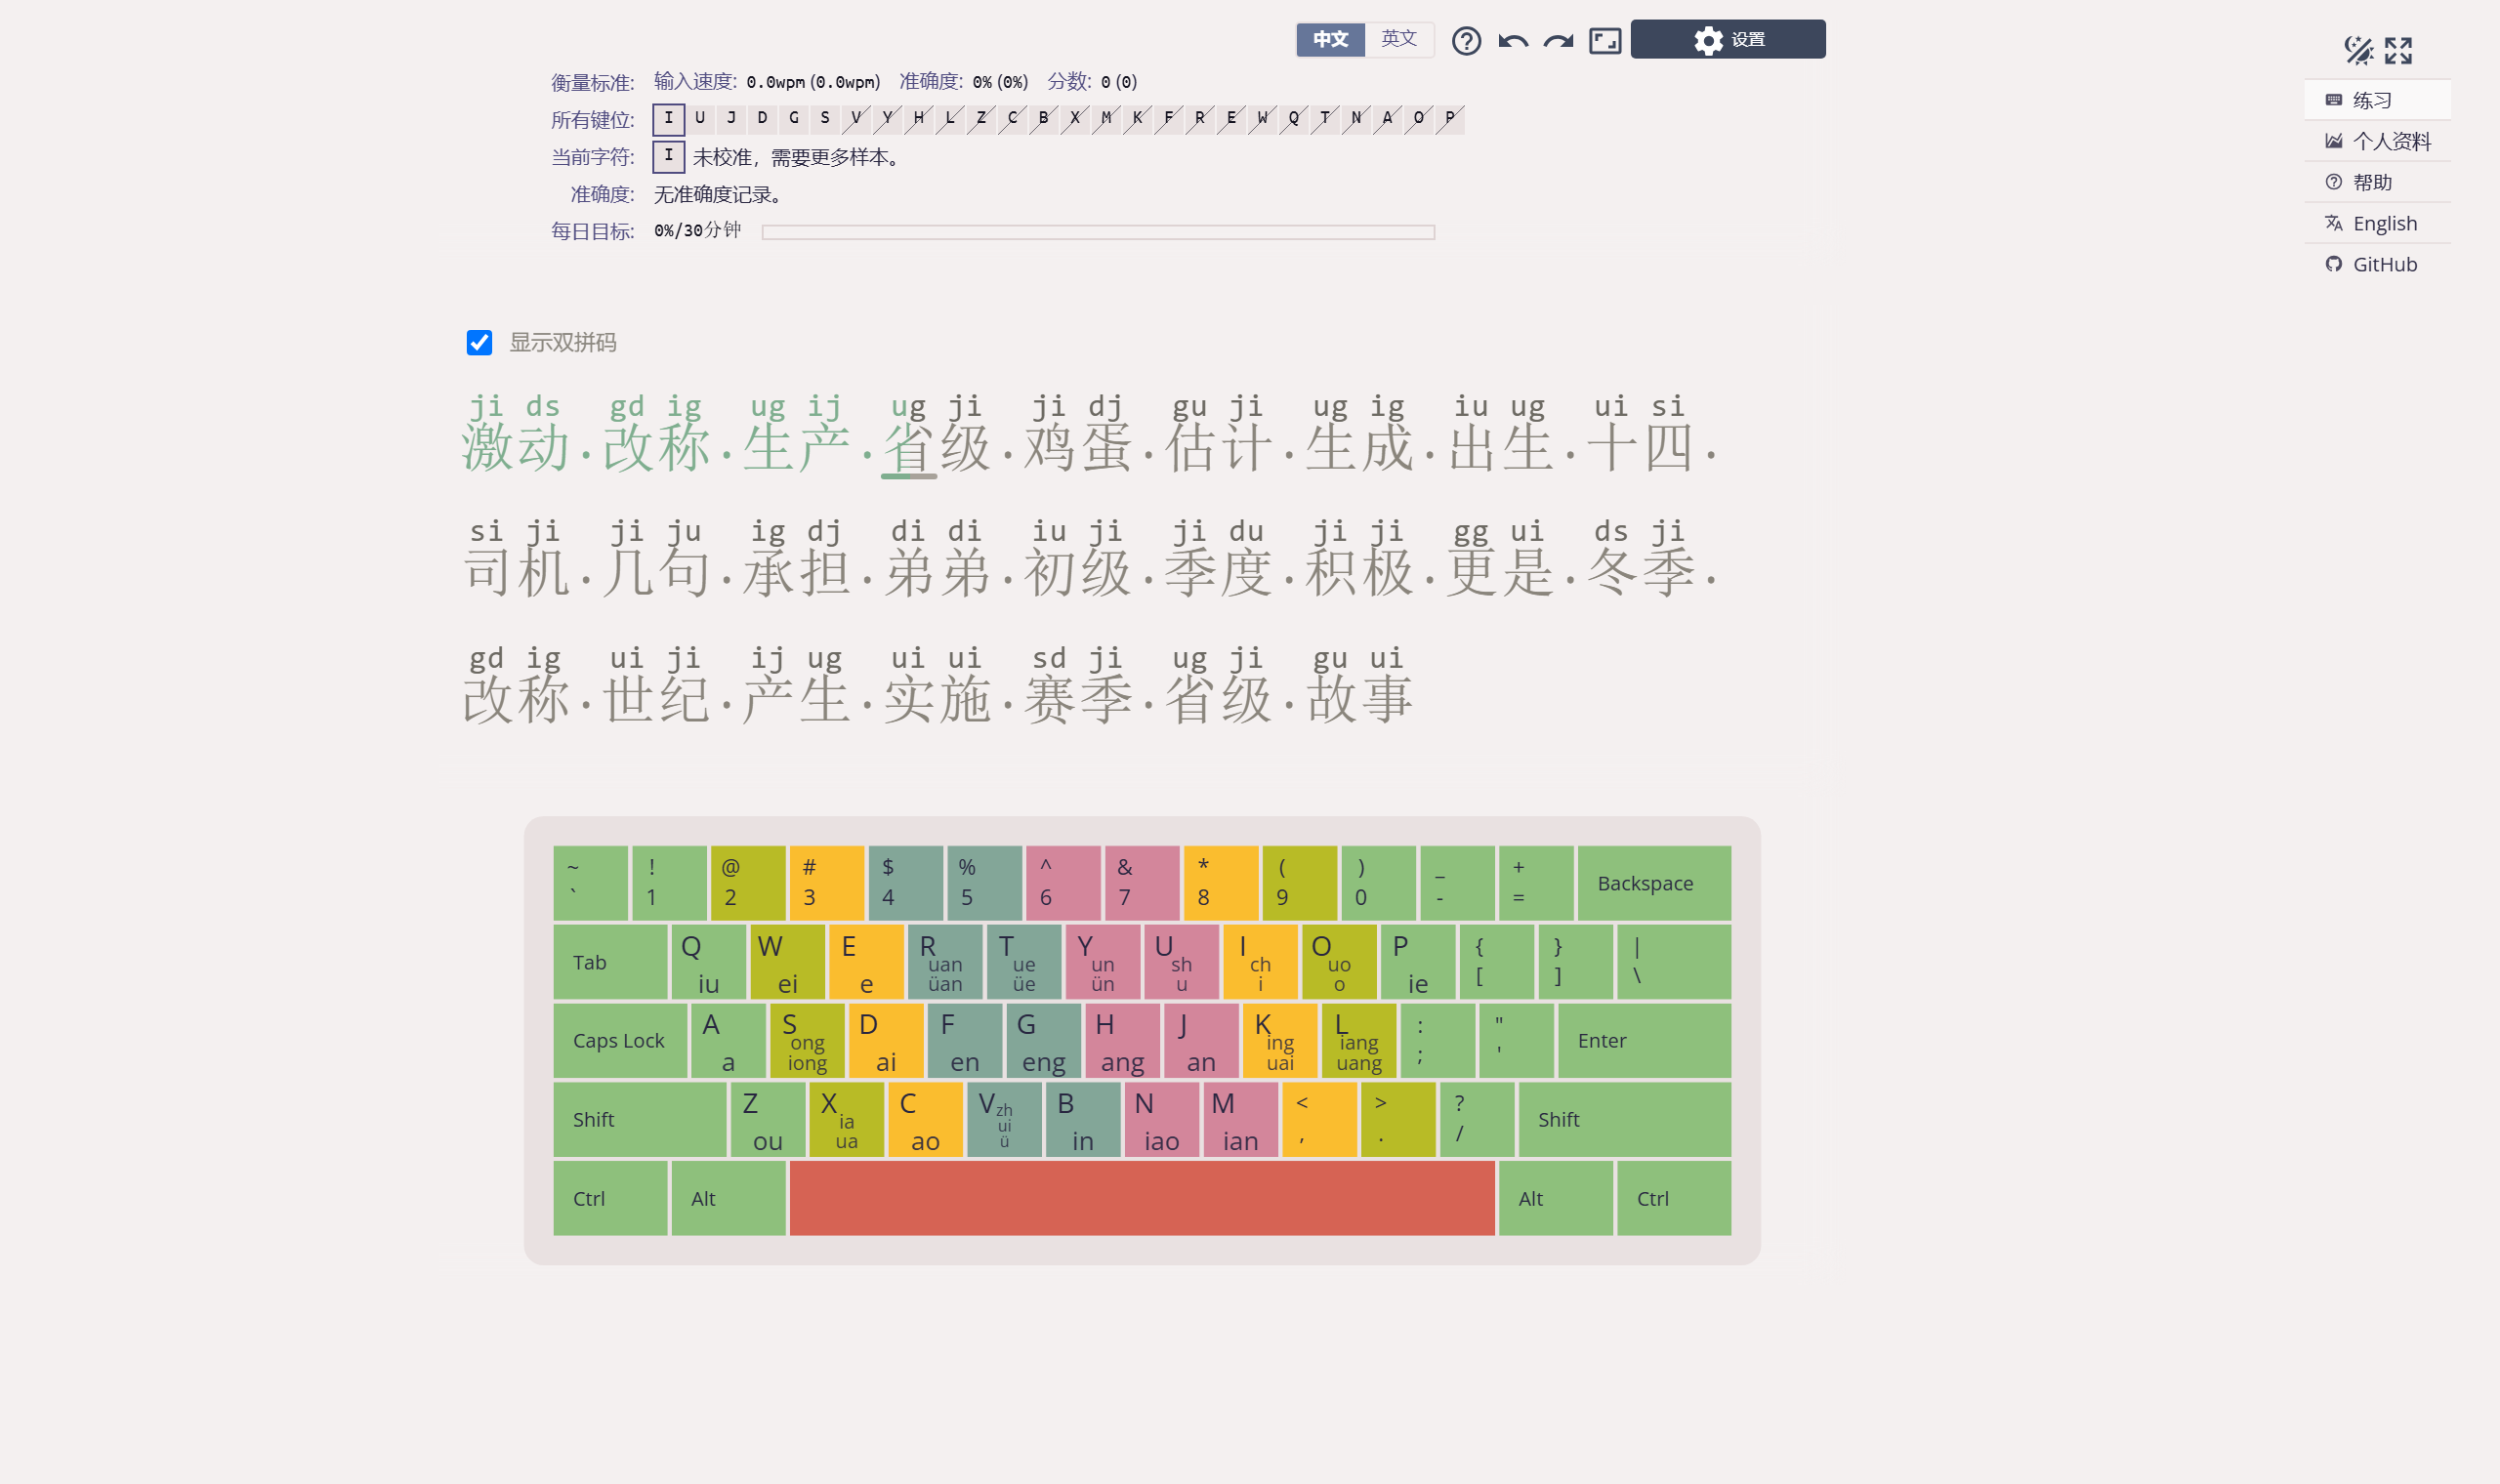 中文 英文 设置
衡量标准: 输入速度: 0.0wpm (0.0wpm) 准确度: 0% (0%) 分数: 0 (0)
所有键位: I U J D G S V Y H L Z C B X M K F R E W Q T N A O P
当前字符: I 未校准，需要更多样本。
准确度: 无准确度记录。
每日目标: 0%/30分钟
练习
个人资料
帮助
English
GitHub
显示双拼码
ji ds gd ig ug ij ug ji ji dj gu ji ug ig iu ug ui si
激动·改称·生产·省级·鸡蛋·估计·生成·出生·十四·
si ji ji ju ig dj di di iu ji ji du ji ji gg ui ds ji
司机·几句·承担·弟弟·初级·季度·积极·更是·冬季·
gd ig ui ji ij ug ui ui sd ji ug ji gu ui
改称·世纪·产生·实施·赛季·省级·故事
~ ! @ # $ % ^ & * ( ) _ +
` 1 2 3 4 5 6 7 8 9 0 - = Backspace
Tab Q iu W ei E e R uan üan T ue üe Y un ün U sh u I ch i O uo o P ie { [ } ] | \
Caps Lock A a S ong iong D ai F en G eng H ang J an K ing uai L iang uang : ; " ' Enter
Shift Z ou X ia ua C ao V zh ui ü B in N iao M ian < , > . ? / Shift
Ctrl Alt Alt Ctrl